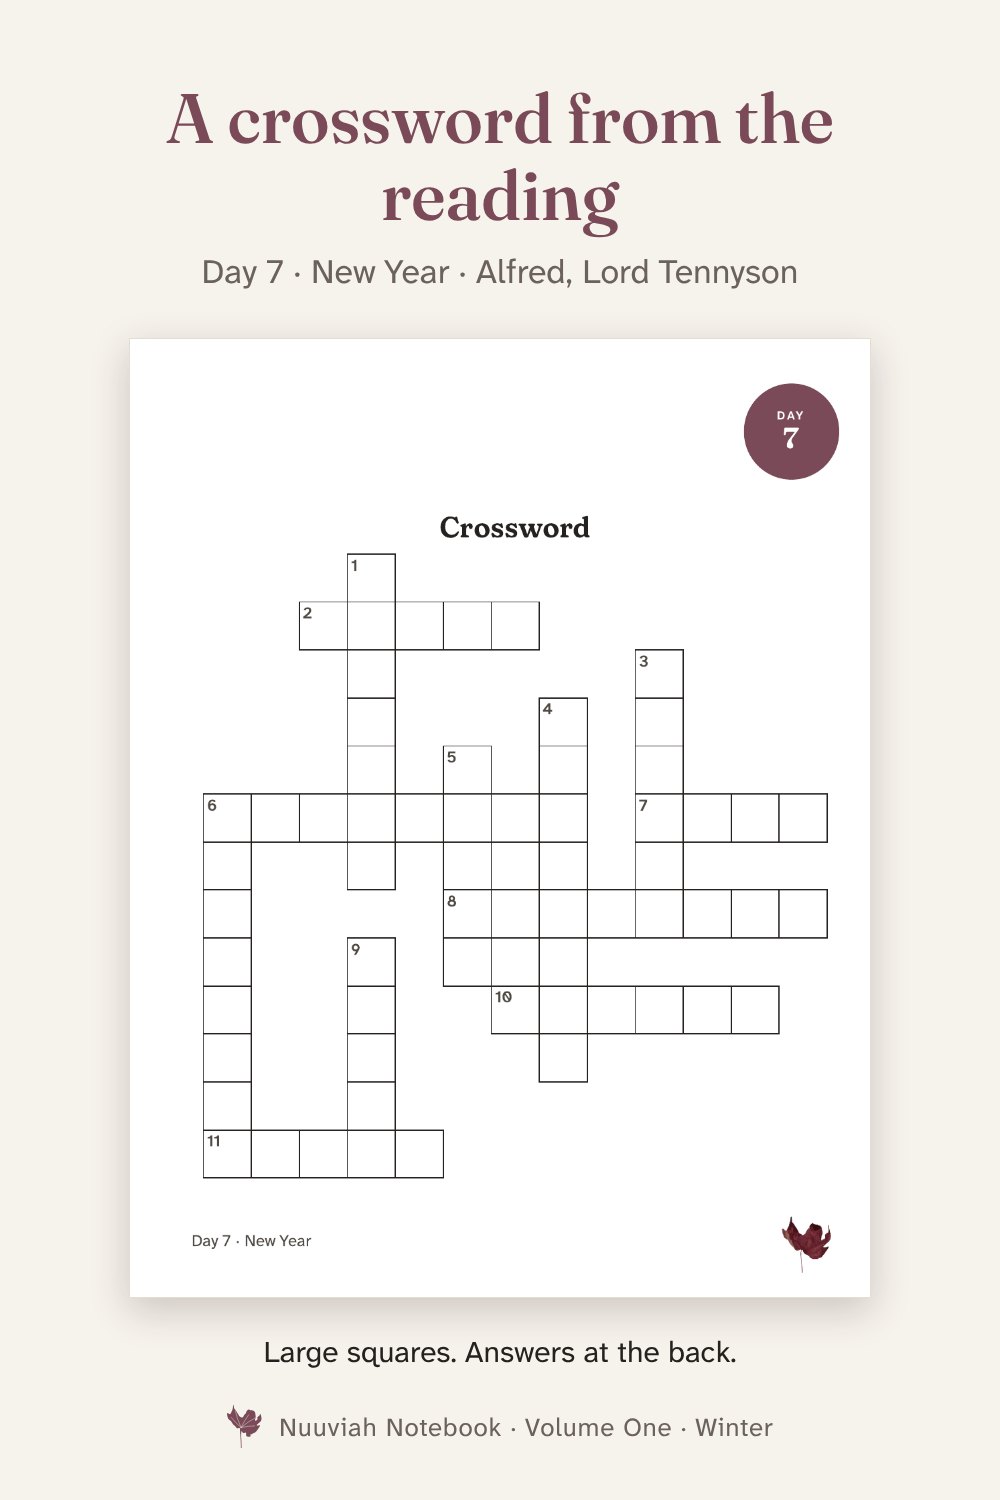 A crossword from the
reading
Day 7 · New Year · Alfred, Lord Tennyson
DAY
7
Crossword
1
2
3
4
5
6
7
8
9
10
11
Day 7 · New Year
Large squares. Answers at the back.
Nuuviah Notebook · Volume One · Winter